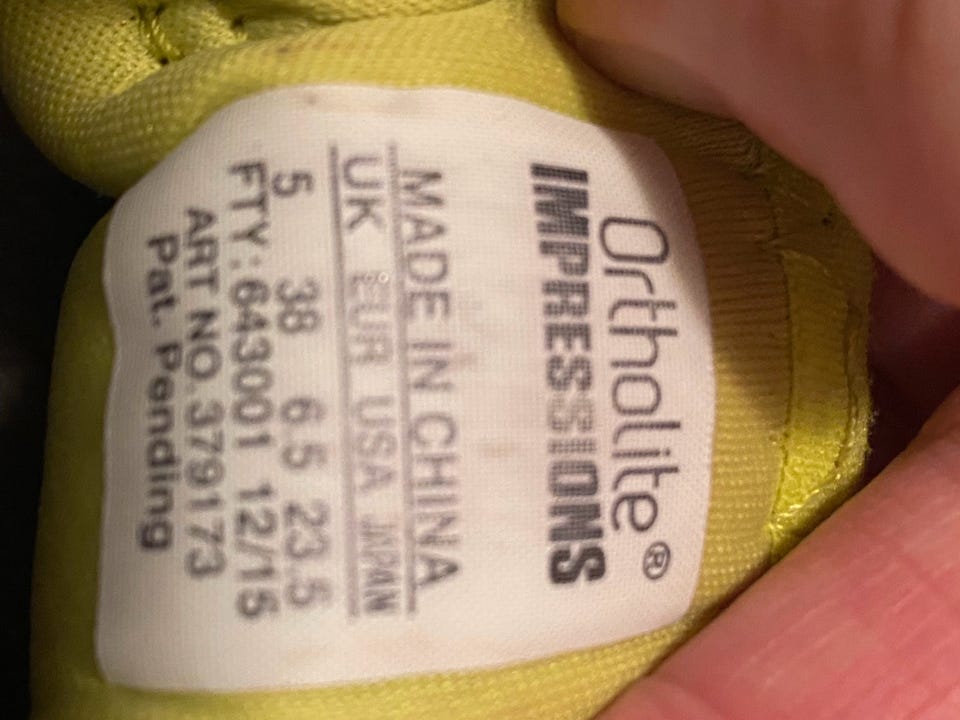 Ortholite®
IMPRESSIONS
MADE IN CHINA
UK EUR USA JAPAN
5 38 6.5 23.5
FTY:643001 12/15
ART NO.379173
Pat. Pending